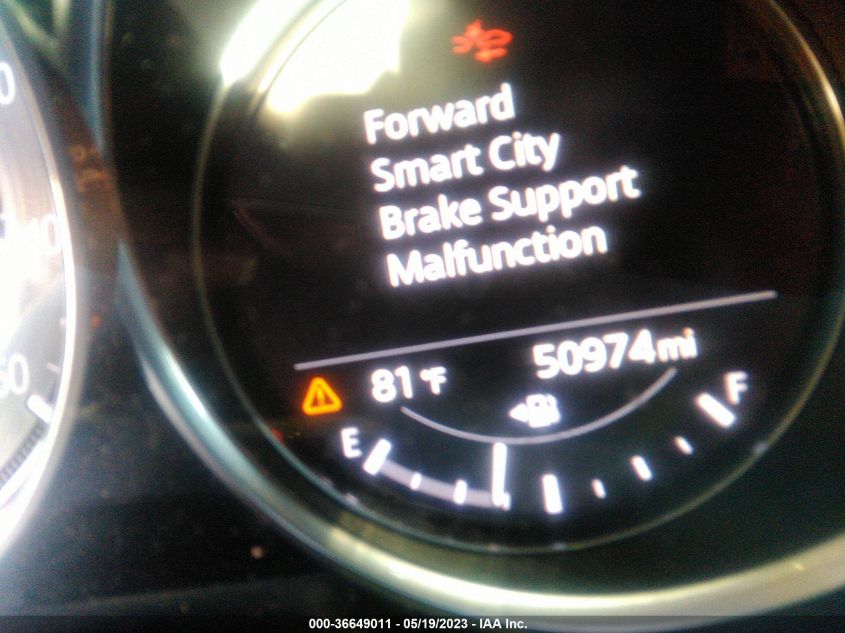 Forward
Smart City
Brake Support
Malfunction
81°F 50974mi
E F
000-36649011 - 05/19/2023 - IAA Inc.